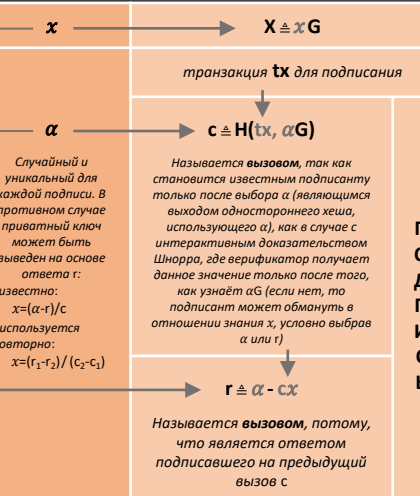 x
X ≜ xG
транзакция tx для подписания
α
c ≜ H(tx, αG)
Случайный и
уникальный для
каждой подписи. В
противном случае
приватный ключ
может быть
выведен на основе
ответа r:
известно:
x=(α-r)/c
используется
повторно:
x=(r₁-r₂)/(c₂-c₁)
Называется вызовом, так как
становится известным подписанту
только после выбора α (являющимся
выходом одностороннего хеша,
использующего α), как в случае с
интерактивным доказательством
Шнорра, где верификатор получает
данное значение только после того,
как узнаёт αG (если нет, то
подписант может обмануть в
отношении знания x, условно выбрав
α или r)
r ≜ α - cx
Называется вызовом, потому,
что является ответом
подписавшего на предыдущий
вызов c